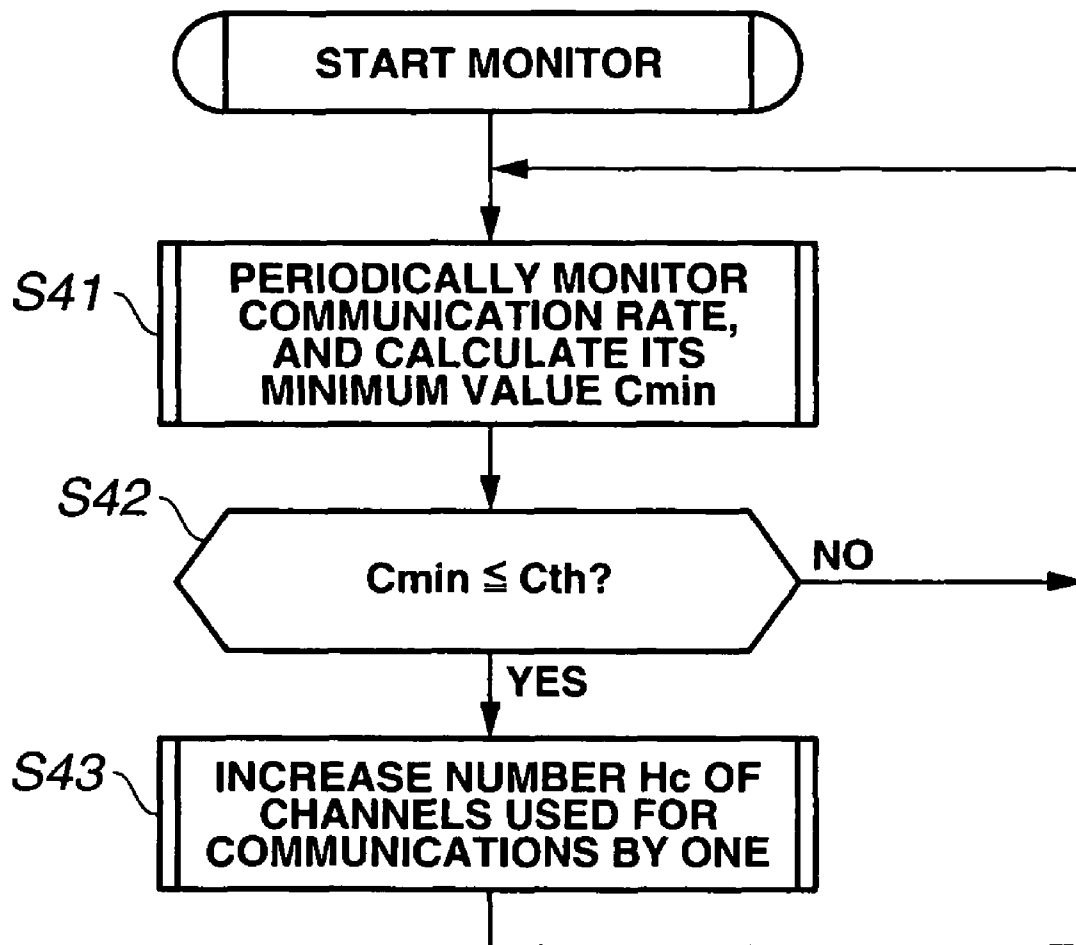 START MONITOR
S41
PERIODICALLY MONITOR
COMMUNICATION RATE,
AND CALCULATE ITS
MINIMUM VALUE Cmin
S42
Cmin ≦ Cth?
NO
YES
S43
INCREASE NUMBER Hc OF
CHANNELS USED FOR
COMMUNICATIONS BY ONE